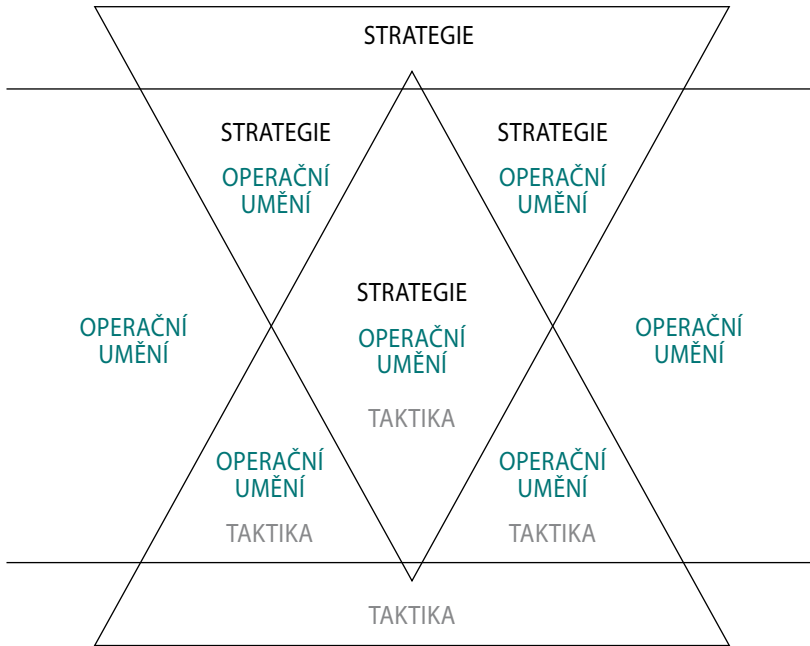 STRATEGIE
STRATEGIE
OPERAČNÍ
UMĚNÍ
STRATEGIE
OPERAČNÍ
UMĚNÍ
OPERAČNÍ
UMĚNÍ
STRATEGIE
OPERAČNÍ
UMĚNÍ
TAKTIKA
OPERAČNÍ
UMĚNÍ
OPERAČNÍ
UMĚNÍ
TAKTIKA
OPERAČNÍ
UMĚNÍ
TAKTIKA
TAKTIKA